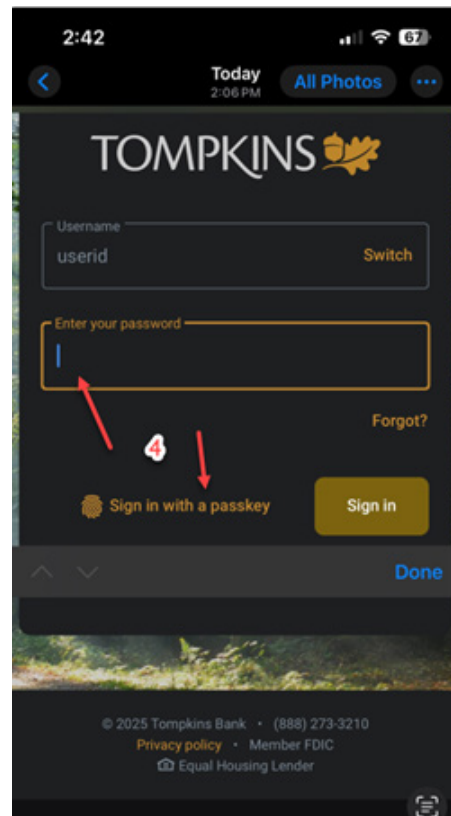 2:42
67
Today
2:06 PM
All Photos
TOMPKINS
Username
userid
Switch
Enter your password
Forgot?
4
Sign in with a passkey
Sign in
Done
© 2025 Tompkins Bank • (888) 273-3210
Privacy policy • Member FDIC
Equal Housing Lender